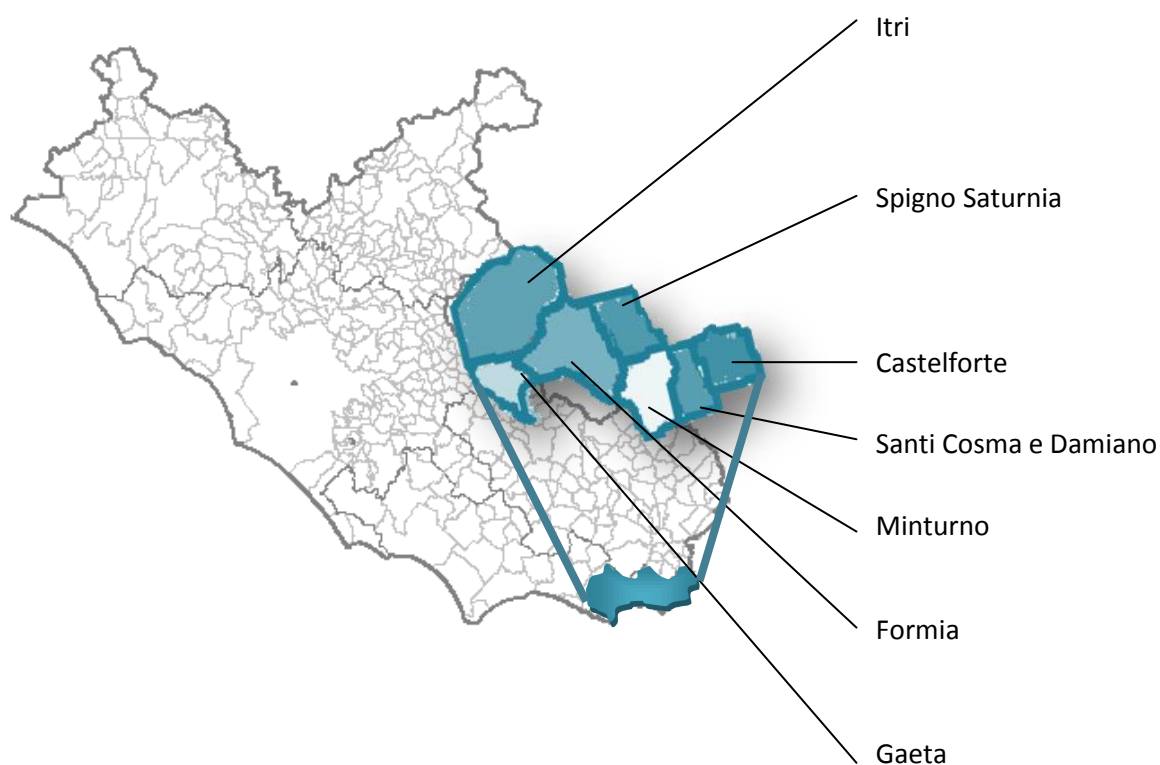 Itri
Spigno Saturnia
Castelforte
Santi Cosma e Damiano
Minturno
Formia
Gaeta